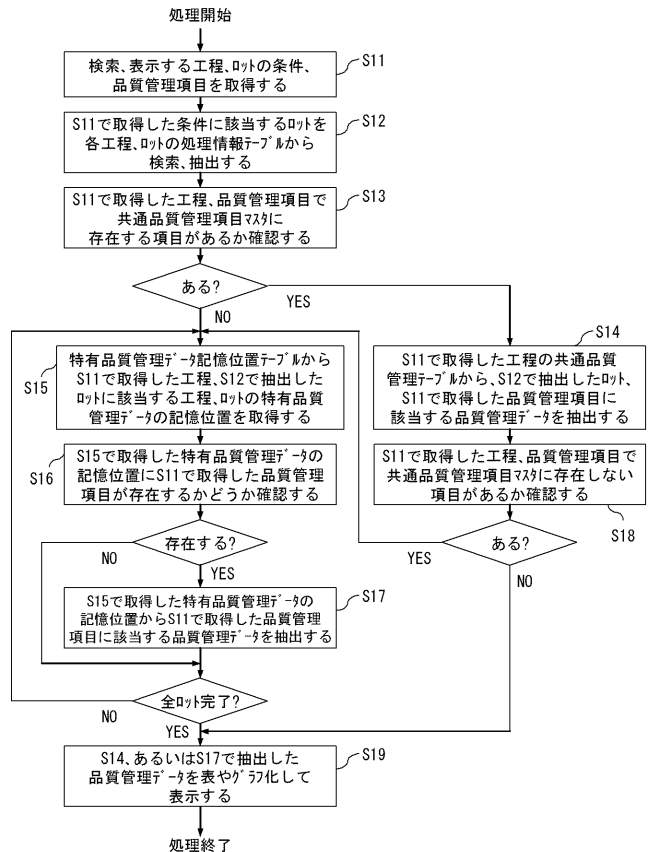 処理開始
検索、表示する工程、ロットの条件、
品質管理項目を取得する
S11
S11で取得した条件に該当するロットを
各工程、ロットの処理情報テーブルから
検索、抽出する
S12
S11で取得した工程、品質管理項目で
共通品質管理項目マスタに
存在する項目があるか確認する
S13
ある?
YES
NO
特有品質管理データ記憶位置テーブルから
S11で取得した工程、S12で抽出した
ロットに該当する工程、ロットの特有品質
管理データの記憶位置を取得する
S15
S15で取得した特有品質管理データの
記憶位置にS11で取得した品質管理
項目が存在するかどうか確認する
S16
存在する?
NO
YES
S15で取得した特有品質管理データの
記憶位置からS11で取得した品質管理
項目に該当する品質管理データを抽出する
S17
全ロット完了?
NO
YES
S14
S11で取得した工程の共通品質
管理テーブルから、S12で抽出したロット、
S11で取得した品質管理項目に
該当する品質管理データを抽出する
S11で取得した工程、品質管理項目で
共通品質管理項目マスタに存在しない
項目があるか確認する
S18
ある?
YES
NO
S14、あるいはS17で抽出した
品質管理データを表やグラフ化して
表示する
S19
処理終了